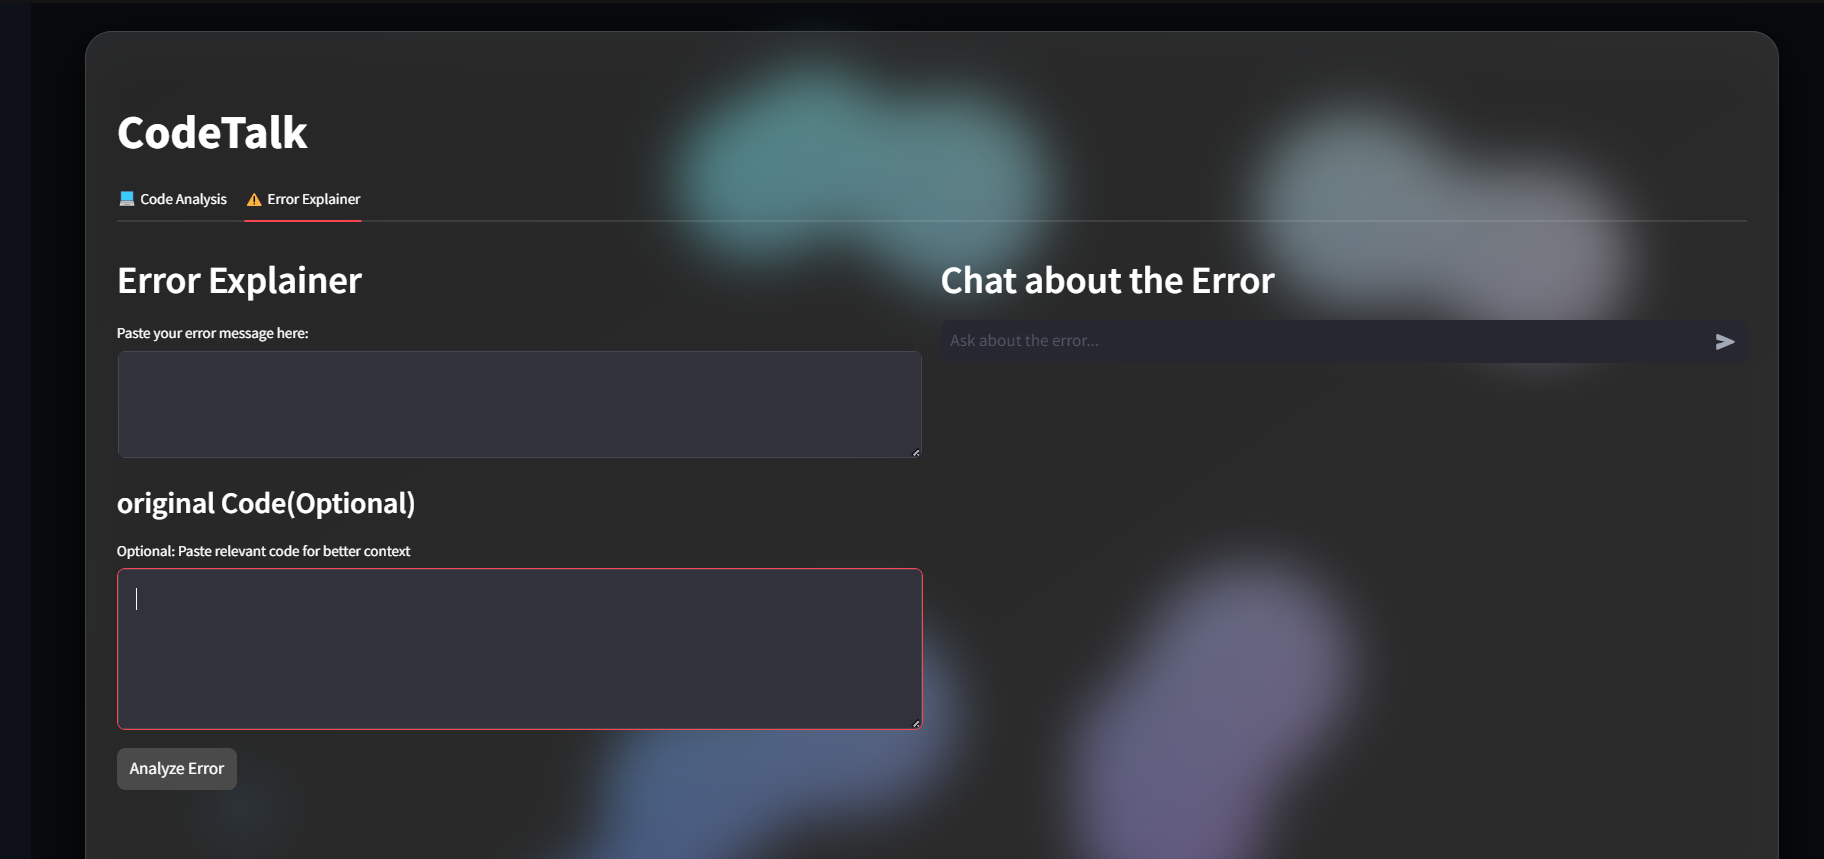 CodeTalk
Code Analysis
Error Explainer
Error Explainer
Paste your error message here:
original Code(Optional)
Optional: Paste relevant code for better context
Analyze Error
Chat about the Error
Ask about the error...